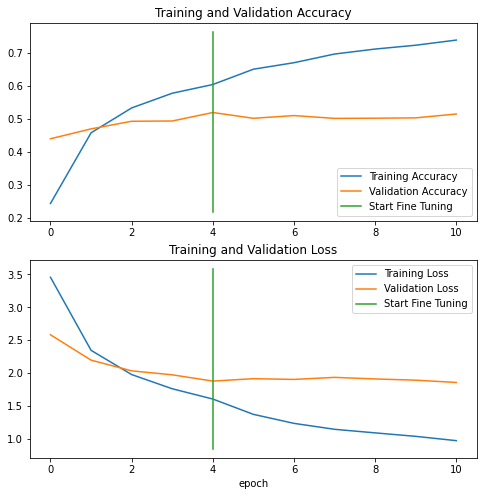 Training and Validation Accuracy
0.7
0.6
0.5
0.4
0.3
0.2
Training Accuracy
Validation Accuracy
Start Fine Tuning
0 2 4 6 8 10
Training and Validation Loss
3.5
3.0
2.5
2.0
1.5
1.0
Training Loss
Validation Loss
Start Fine Tuning
0 2 4 6 8 10
epoch